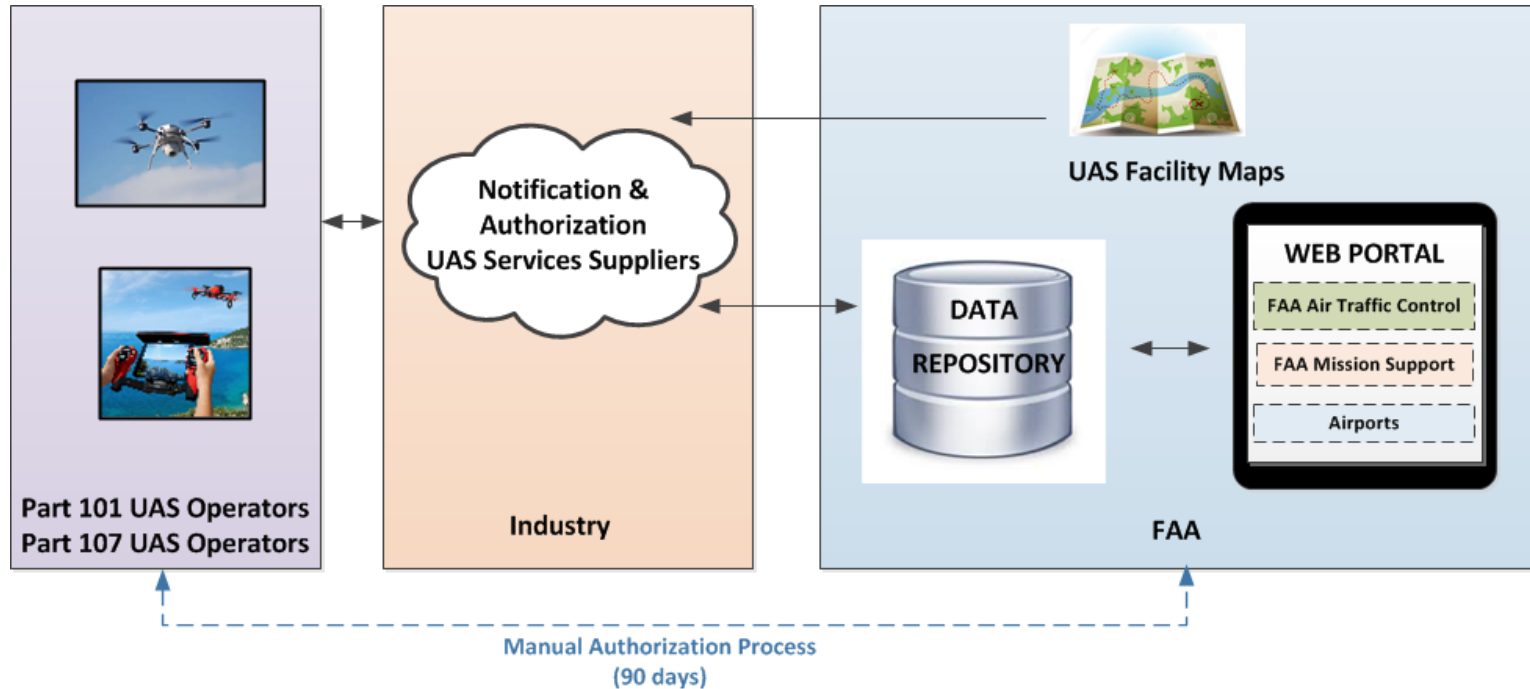 Part 101 UAS Operators
Part 107 UAS Operators
Notification &
Authorization
UAS Services Suppliers
Industry
UAS Facility Maps
DATA
REPOSITORY
WEB PORTAL
FAA Air Traffic Control
FAA Mission Support
Airports
FAA
Manual Authorization Process
(90 days)